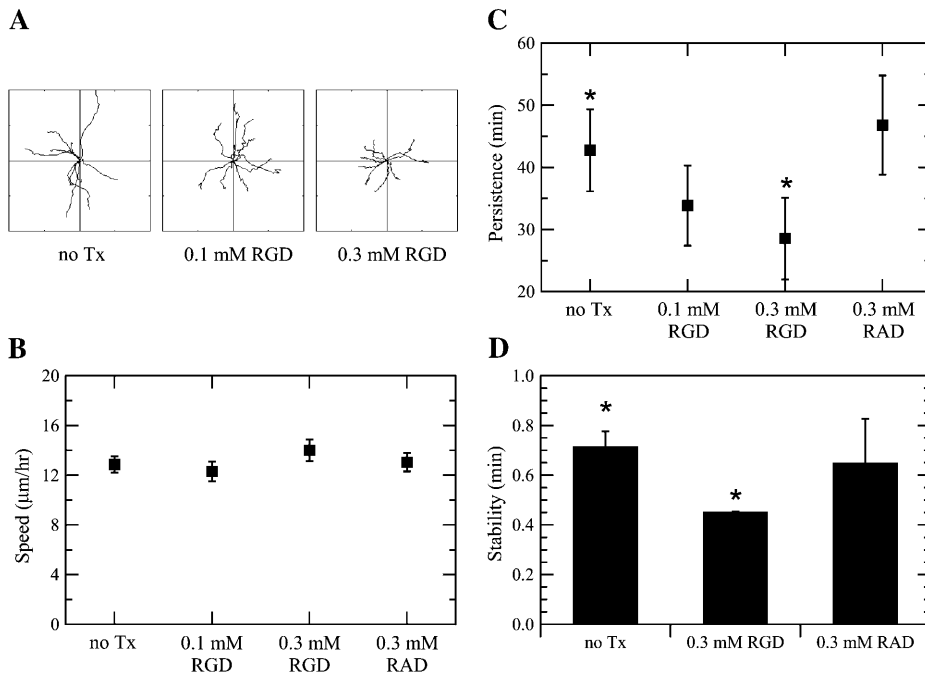 A
no Tx
0.1 mM RGD
0.3 mM RGD
B
Speed (μm/hr)
20
16
12
8
4
0
no Tx
0.1 mM
RGD
0.3 mM
RGD
0.3 mM
RAD
C
Persistence (min)
60
50
40
30
20
*
*
no Tx
0.1 mM
RGD
0.3 mM
RGD
0.3 mM
RAD
D
Stability (min)
1.0
0.8
0.6
0.4
0.2
0.0
*
*
no Tx
0.3 mM RGD
0.3 mM RAD